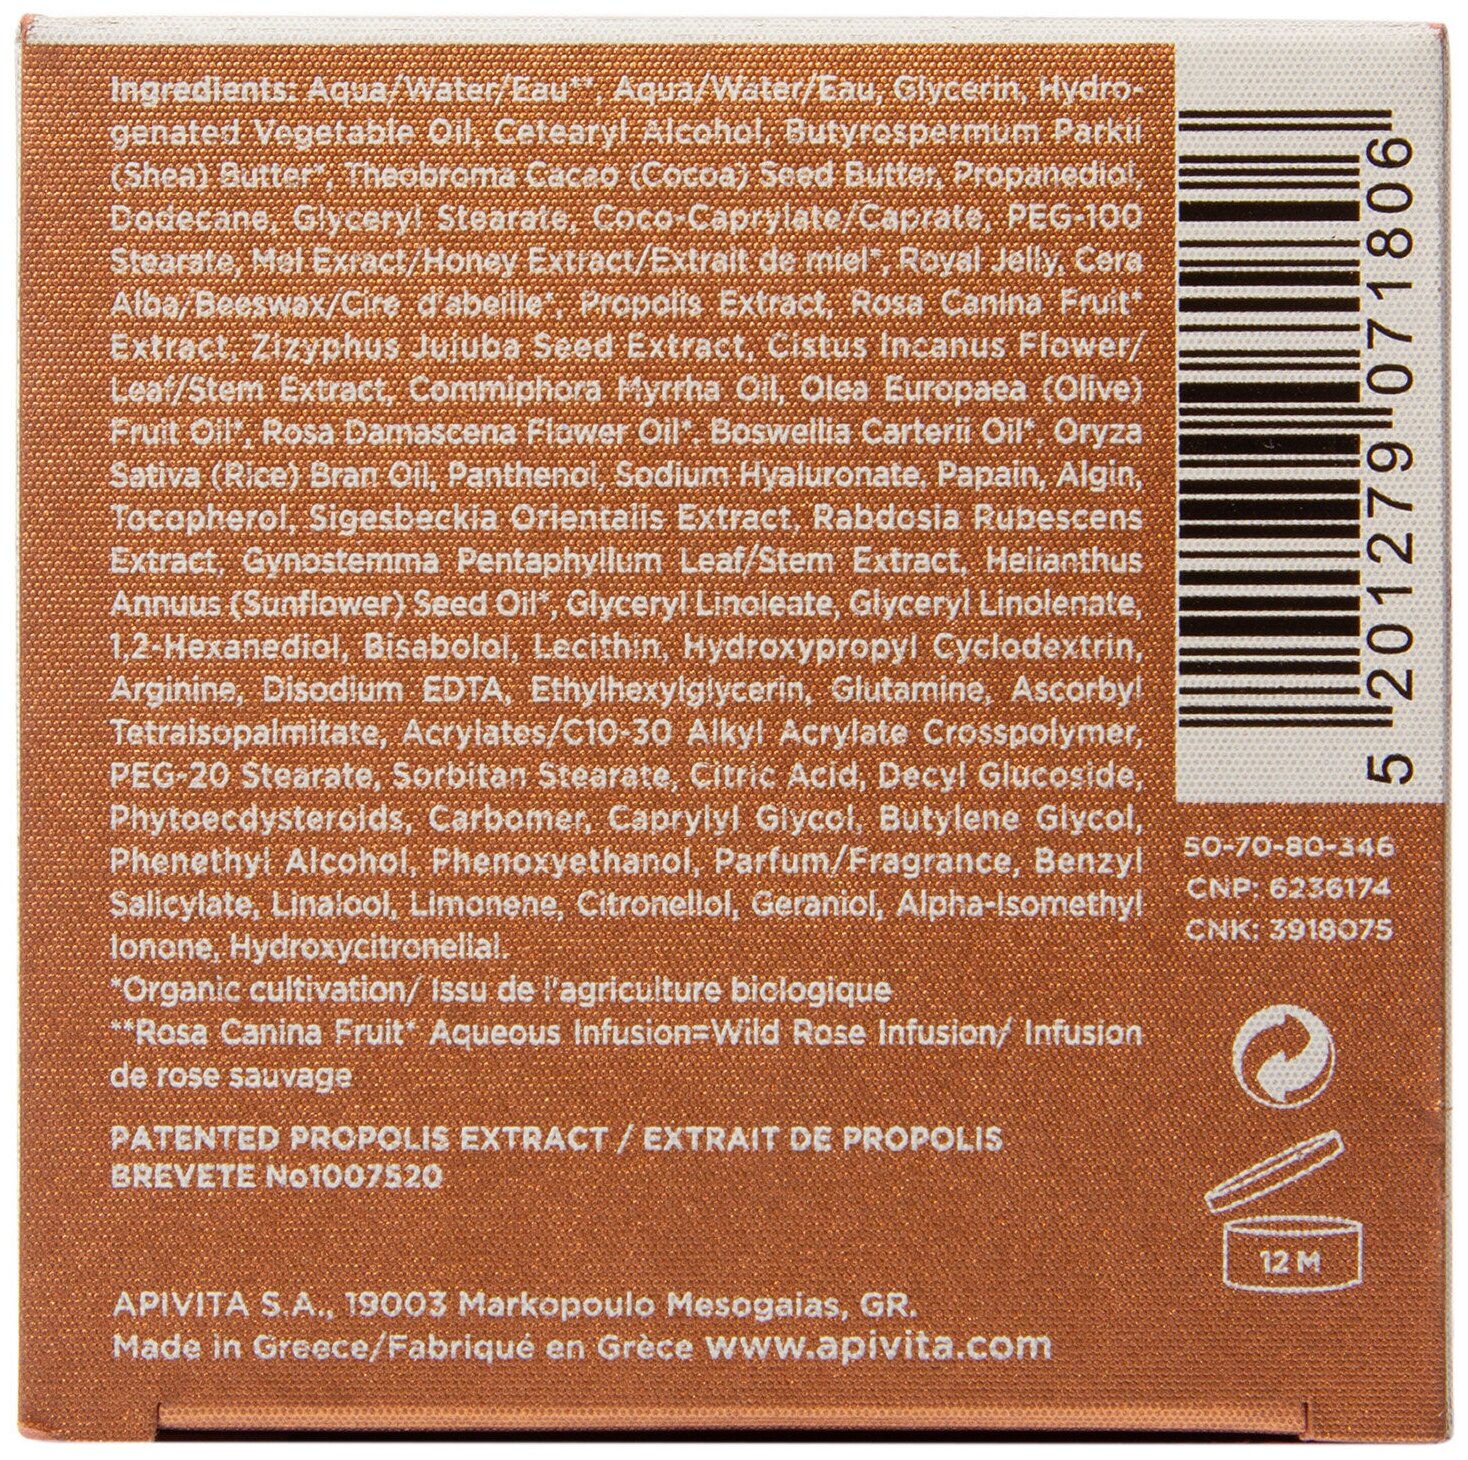 Ingredients: Aqua/Water/Eau**, Aqua/Water/Eau, Glycerin, Hydro-
genated Vegetable Oil, Cetearyl Alcohol, Butyrospermum Parkii
(Shea) Butter*, Theobroma Cacao (Cocoa) Seed Butter, Propanediol,
Dodecane, Glyceryl Stearate, Coco-Caprylate/Caprate, PEG-100
Stearate, Mel Exract/Honey Extract/Extrait de miel*, Royal Jelly, Cera
Alba/Beeswax/Cire d'abeille*, Propolis Extract, Rosa Canina Fruit*
Extract, Zizyphus Jujuba Seed Extract, Cistus Incanus Flower/
Leaf/Stem Extract, Commiphora Myrrha Oil, Olea Europaea (Olive)
Fruit Oil*, Rosa Damascena Flower Oil*, Boswellia Carterii Oil*, Oryza
Sativa (Rice) Bran Oil, Panthenol, Sodium Hyaluronate, Papain, Algin,
Tocopherol, Sigesbeckia Orientalis Extract, Rabdosia Rubescens
Extract, Gynostemma Pentaphyllum Leaf/Stem Extract, Helianthus
Annuus (Sunflower) Seed Oil*, Glyceryl Linoleate, Glyceryl Linolenate,
1,2-Hexanediol, Bisabolol, Lecithin, Hydroxypropyl Cyclodextrin,
Arginine, Disodium EDTA, Ethylhexylglycerin, Glutamine, Ascorbyl
Tetraisopalmitate, Acrylates/C10-30 Alkyl Acrylate Crosspolymer,
PEG-20 Stearate, Sorbitan Stearate, Citric Acid, Decyl Glucoside,
Phytoecdysteroids, Carbomer, Caprylyl Glycol, Butylene Glycol,
Phenethyl Alcohol, Phenoxyethanol, Parfum/Fragrance, Benzyl
Salicylate, Linalool, Limonene, Citronellol, Geraniol, Alpha-Isomethyl
Ionone, Hydroxycitronellal.
*Organic cultivation/ Issu de l'agriculture biologique
**Rosa Canina Fruit* Aqueous Infusion=Wild Rose Infusion/ Infusion
de rose sauvage
PATENTED PROPOLIS EXTRACT / EXTRAIT DE PROPOLIS
BREVETE No1007520
APIVITA S.A., 19003 Markopoulo Mesogaias, GR.
Made in Greece/Fabriqué en Grèce www.apivita.com
5 201279 071806
50-70-80-346
CNP: 6236174
CNK: 3918075
12 M